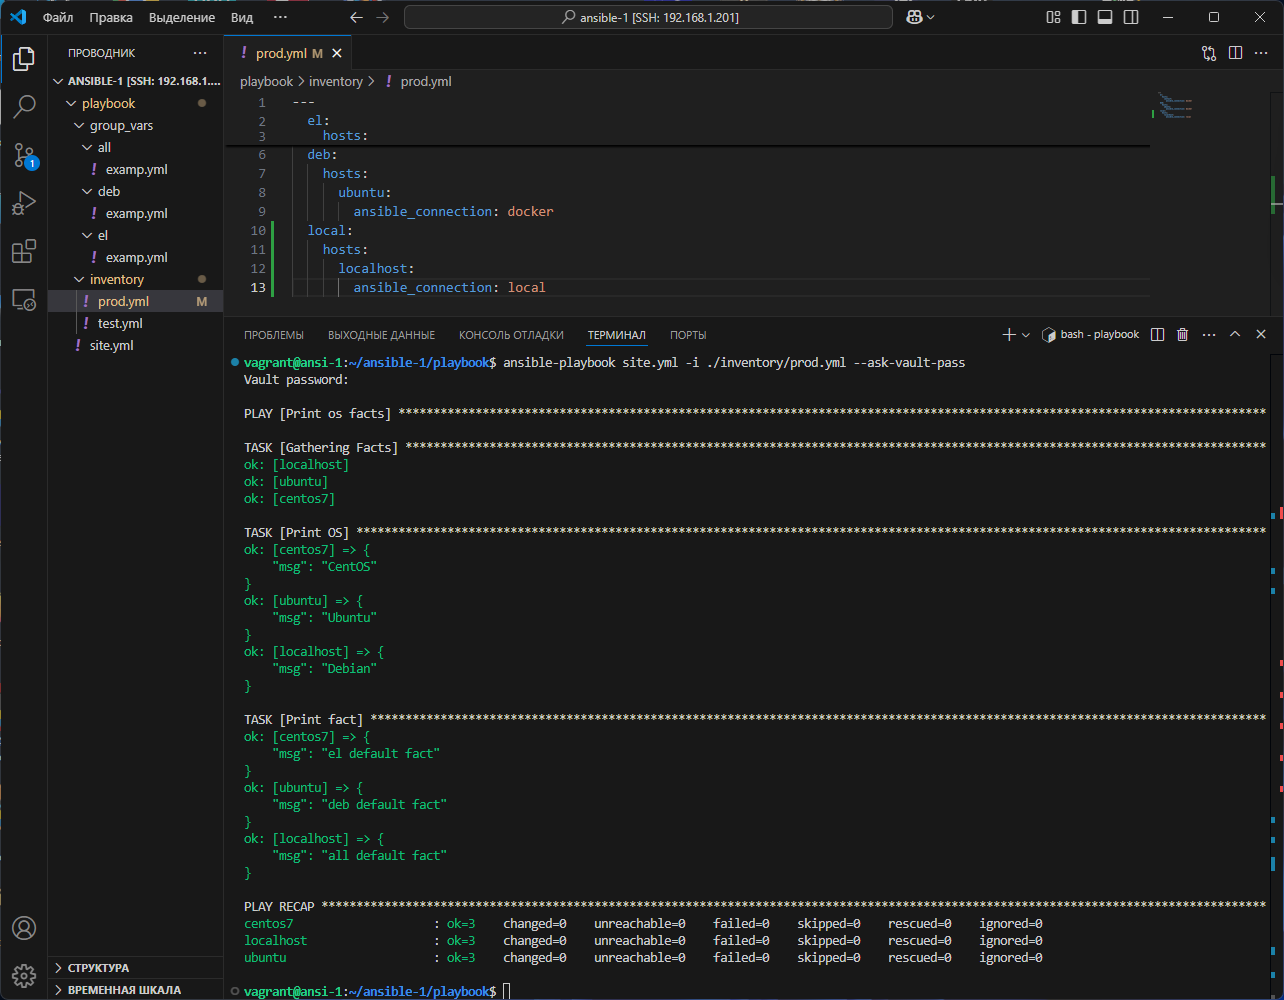 Файл Правка Выделение Вид ··· ansible-1 [SSH: 192.168.1.201]
ПРОВОДНИК ···
ANSIBLE-1 [SSH: 192.168.1....
playbook
group_vars
all
! examp.yml
deb
! examp.yml
el
! examp.yml
inventory
! prod.yml M
! test.yml
! site.yml
СТРУКТУРА
ВРЕМЕННАЯ ШКАЛА
1
! prod.yml M
playbook > inventory > ! prod.yml
1 ---
2 el:
3 hosts:
6 deb:
7 hosts:
8 ubuntu:
9 ansible_connection: docker
10 local:
11 hosts:
12 localhost:
13 ansible_connection: local
ПРОБЛЕМЫ ВЫХОДНЫЕ ДАННЫЕ КОНСОЛЬ ОТЛАДКИ ТЕРМИНАЛ ПОРТЫ bash - playbook
vagrant@ansi-1:~/ansible-1/playbook$ ansible-playbook site.yml -i ./inventory/prod.yml --ask-vault-pass
Vault password:
PLAY [Print os facts] ****************************************************************************************************************************
TASK [Gathering Facts] ***************************************************************************************************************************
ok: [localhost]
ok: [ubuntu]
ok: [centos7]
TASK [Print OS] **********************************************************************************************************************************
ok: [centos7] => {
"msg": "CentOS"
}
ok: [ubuntu] => {
"msg": "Ubuntu"
}
ok: [localhost] => {
"msg": "Debian"
}
TASK [Print fact] ********************************************************************************************************************************
ok: [centos7] => {
"msg": "el default fact"
}
ok: [ubuntu] => {
"msg": "deb default fact"
}
ok: [localhost] => {
"msg": "all default fact"
}
PLAY RECAP ***************************************************************************************************************************************
centos7 : ok=3 changed=0 unreachable=0 failed=0 skipped=0 rescued=0 ignored=0
localhost : ok=3 changed=0 unreachable=0 failed=0 skipped=0 rescued=0 ignored=0
ubuntu : ok=3 changed=0 unreachable=0 failed=0 skipped=0 rescued=0 ignored=0
vagrant@ansi-1:~/ansible-1/playbook$